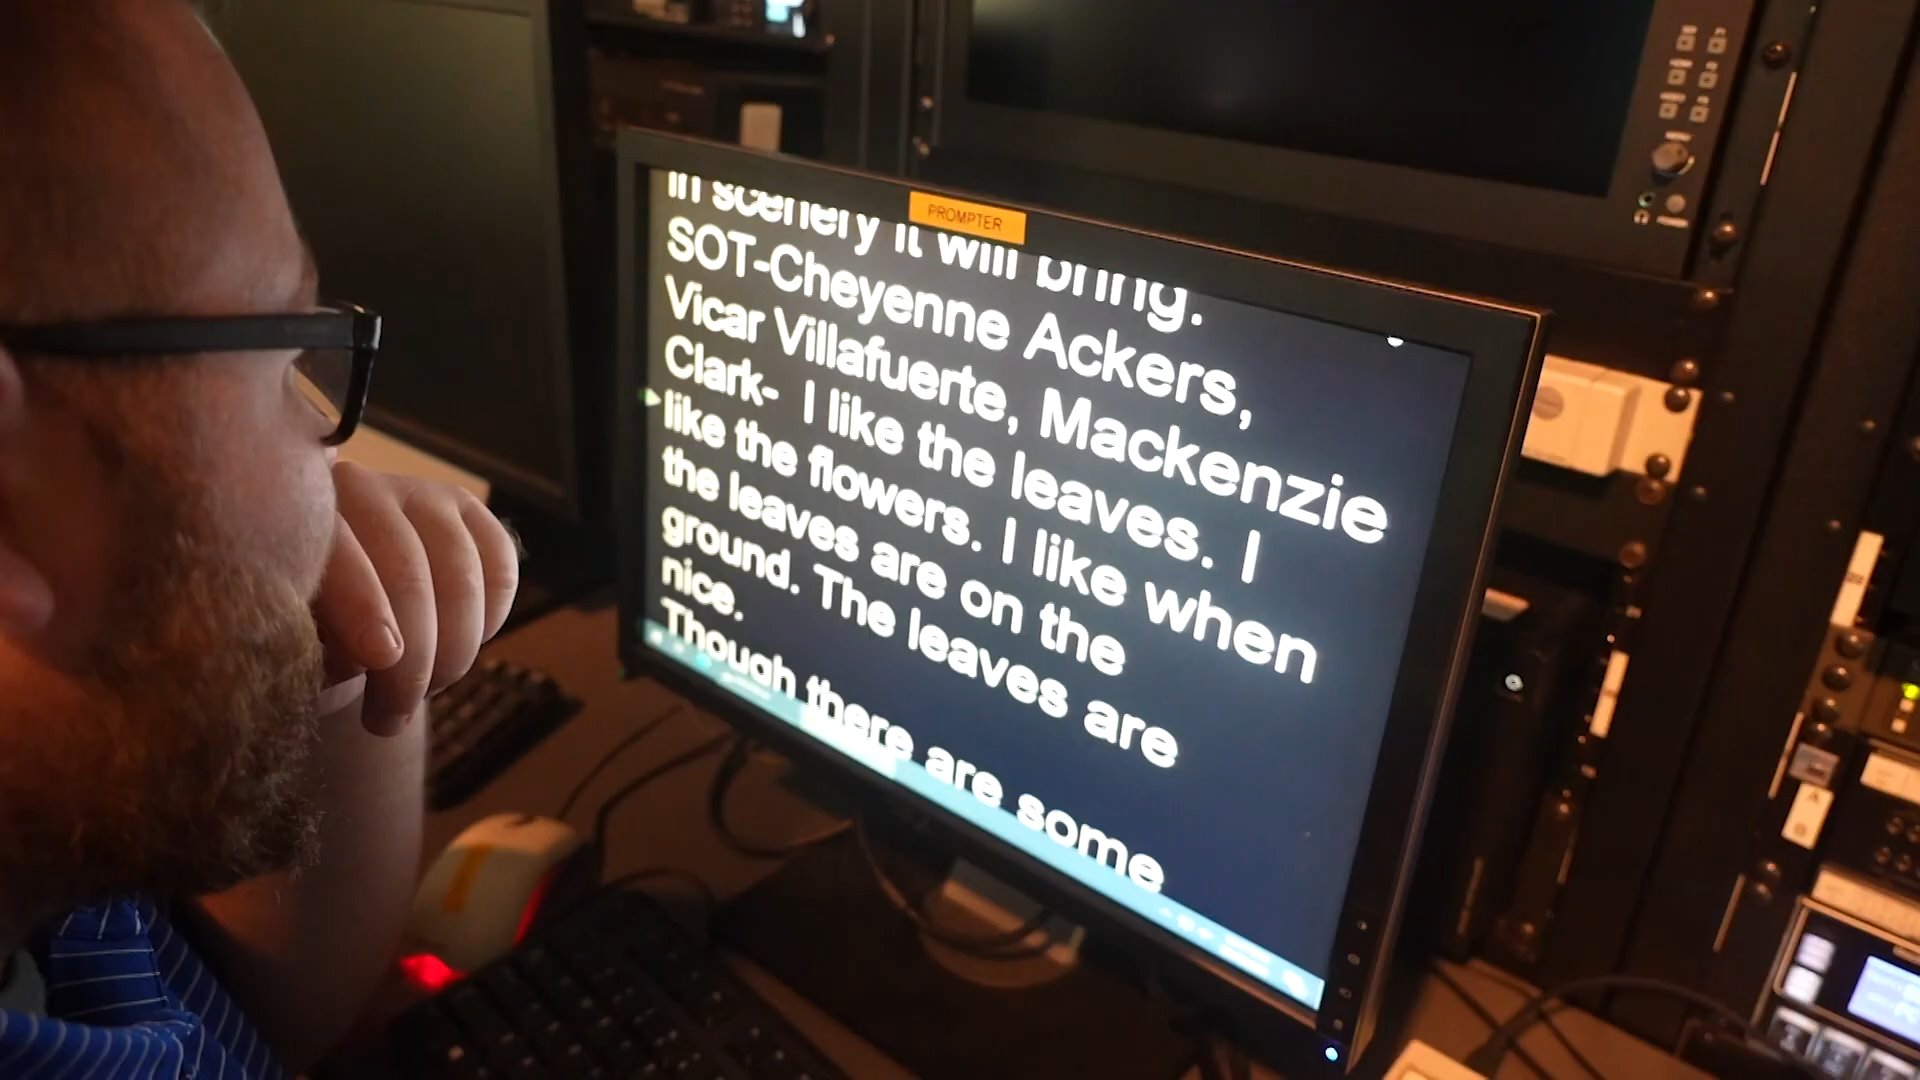 PROMPTER
in scenery it will bring.
SOT-Cheyenne Ackers,
Vicar Villafuerte, Mackenzie
Clark- I like the leaves. I
like the flowers. I like when
the leaves are on the
ground. The leaves are
nice.
Though there are some